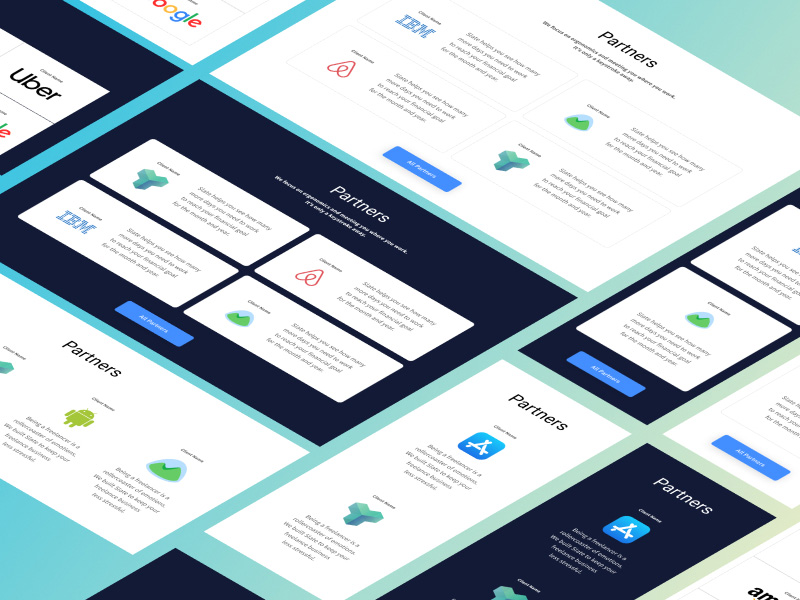 Google
Client Name
Uber
Client Name
IBM
Slate helps you see how many
more days you need to work
to reach your financial goal
for the month and year.
Client Name
Slate helps you see how many
more days you need to work
to reach your financial goal
for the month and year.
Partners
We focus on ergonomics and meeting you where you work.
It's only a keystroke away.
Client Name
Slate helps you see how many
more days you need to work
to reach your financial goal
for the month and year.
Client Name
Slate helps you see how many
more days you need to work
to reach your financial goal
for the month and year.
All Partners
Partners
We focus on ergonomics and meeting you where you work.
It's only a keystroke away.
Client Name
Slate helps you see how many
more days you need to work
to reach your financial goal
for the month and year.
Client Name
IBM
Slate helps you see how many
more days you need to work
to reach your financial goal
for the month and year.
Client Name
Slate helps you see how many
more days you need to work
to reach your financial goal
for the month and year.
Client Name
Slate helps you see how many
more days you need to work
to reach your financial goal
for the month and year.
All Partners
Client Name
Slate helps you see how many
more days you need to work
to reach your financial goal
for the month and year.
All Partners
All Partners
Partners
Client Name
Client Name
Being a freelancer is a
rollercoaster of emotions.
We built Slate to keep your
freelance business
less stressful.
Client Name
Being a freelancer is a
rollercoaster of emotions.
We built Slate to keep your
freelance business
less stressful.
Partners
Client Name
Being a freelancer is a
rollercoaster of emotions.
We built Slate to keep your
freelance business
less stressful.
Client Name
Being a freelancer is a
rollercoaster of emotions.
We built Slate to keep your
freelance business
less stressful.
Partners
Client Name
Being a freelancer is a
rollercoaster of emotions.
We built Slate to keep your
freelance business
less stressful.
Client Name